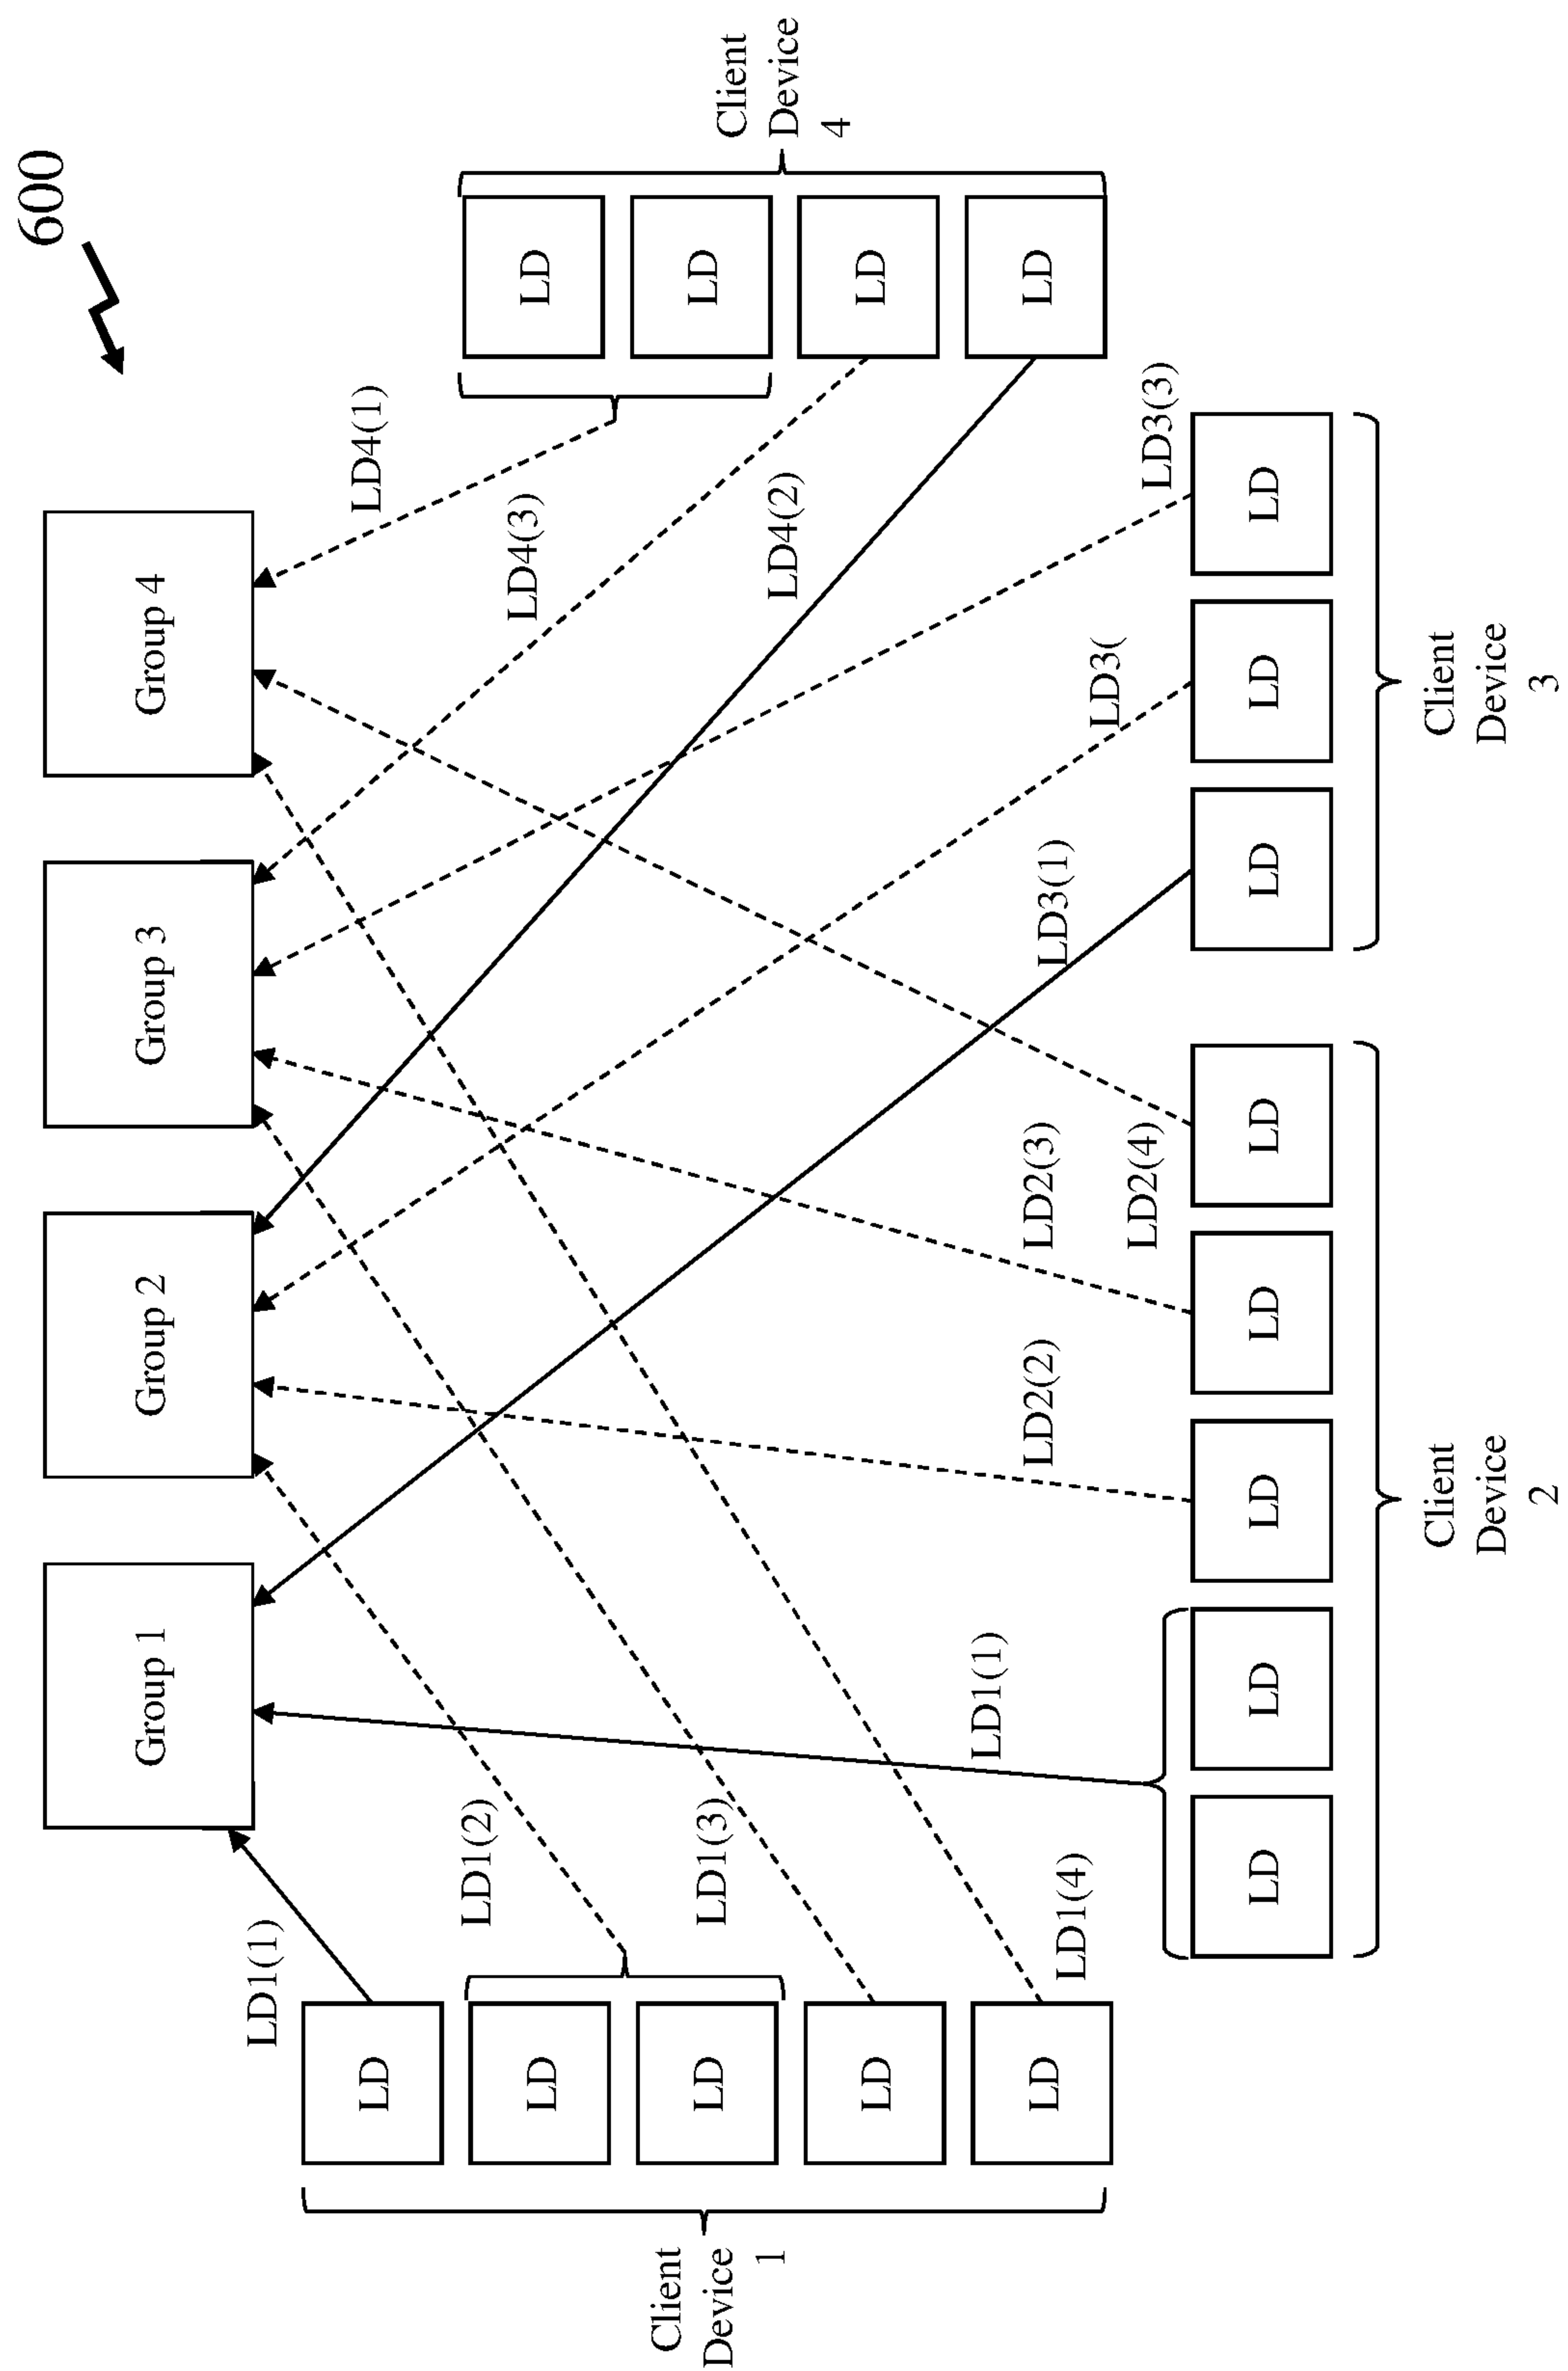 600
Group 1
Group 2
Group 3
Group 4
LD1(1)
LD4(1)
LD
LD1(2)
LD4(3)
LD
LD
Client
Device
1
LD
LD1(3)
LD
Client
Device
4
LD4(2)
LD
LD
LD1(1)
LD2(2)
LD2(3)
LD3(1)
LD
LD
LD1(4)
LD3(
LD2(4)
LD3(3)
LD
LD
LD
LD
LD
LD
LD
LD
Client
Device
2
Client
Device
3